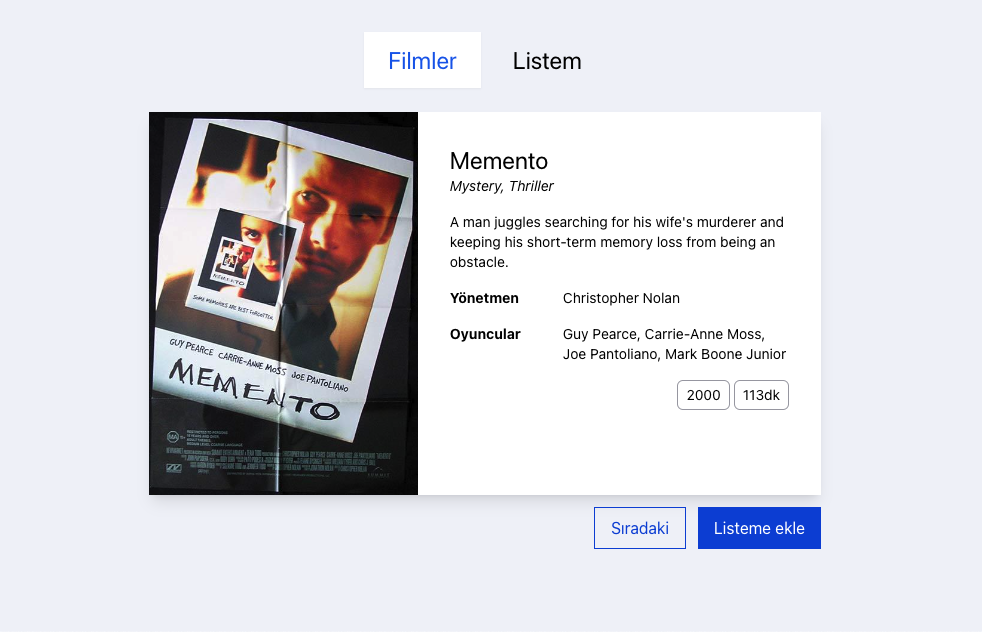 Filmler
Listem
SOME MEMORIES ARE BEST FORGOTTEN
GUY PEARCE CARRIE-ANNE MOSS JOE PANTOLIANO
MEMENTO
Memento
Mystery, Thriller
A man juggles searching for his wife's murderer and
keeping his short-term memory loss from being an
obstacle.
Yönetmen Christopher Nolan
Oyuncular Guy Pearce, Carrie-Anne Moss,
Joe Pantoliano, Mark Boone Junior
2000 113dk
Sıradaki
Listeme ekle